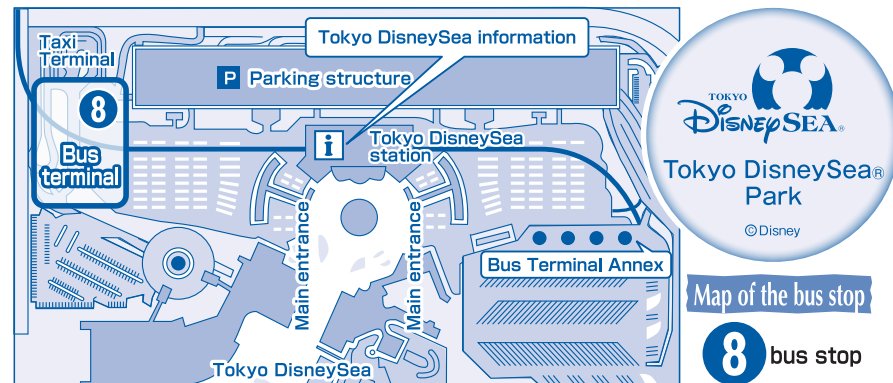 Taxi
Terminal
Tokyo DisneySea information
P Parking structure
8
Bus
terminal
i
Tokyo DisneySea
station
Main entrance
Main entrance
Bus Terminal Annex
Tokyo DisneySea
TOKYO
DISNEYSEA®
Tokyo DisneySea®
Park
©Disney
Map of the bus stop
8 bus stop